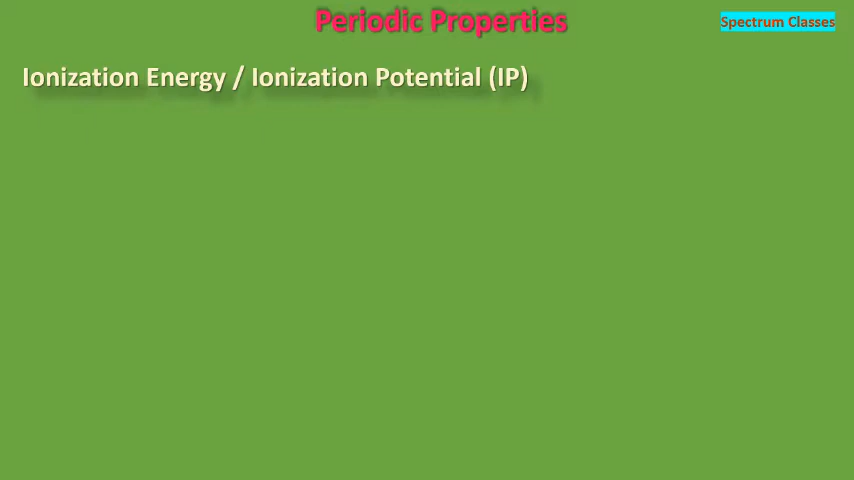 Periodic Properties
Spectrum Classes
Ionization Energy / Ionization Potential (IP)